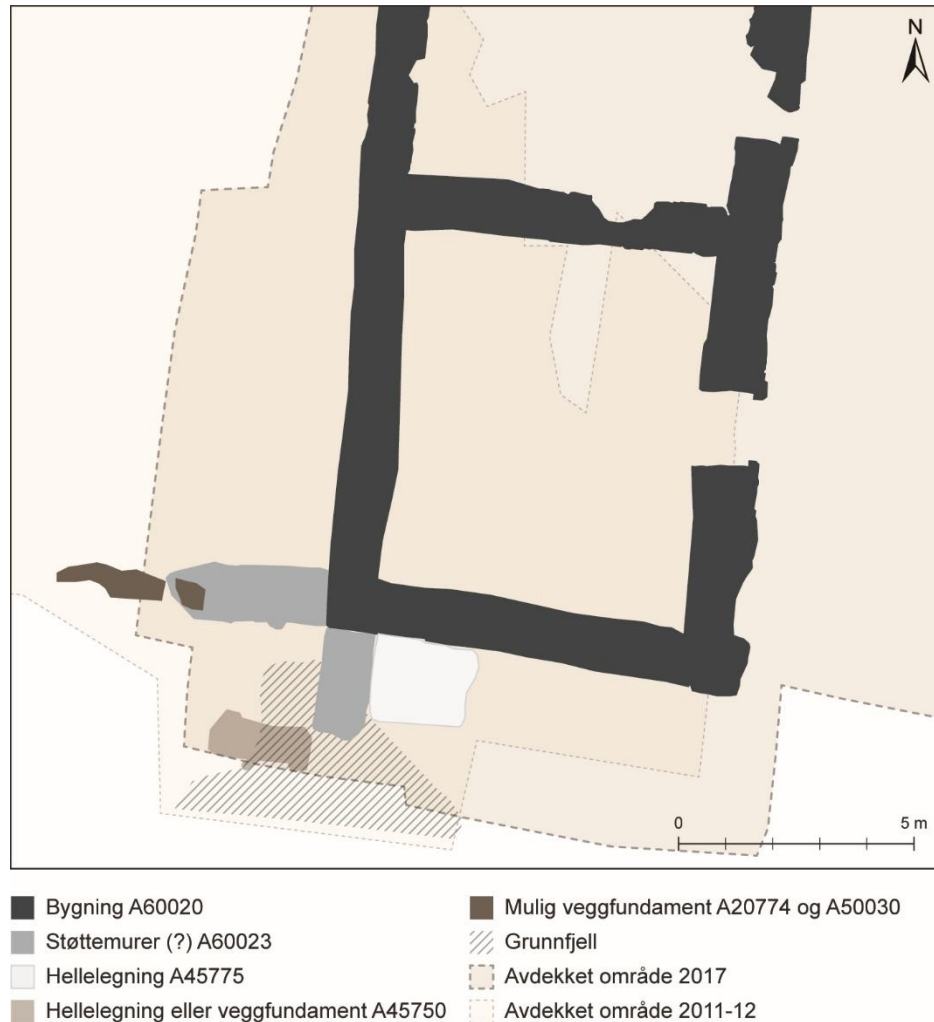 N
0 5 m
Bygning A60020
Støttemurer (?) A60023
Hellelegning A45775
Hellelegning eller veggfundament A45750
Mulig veggfundament A20774 og A50030
Grunnfjell
Avdekket område 2017
Avdekket område 2011-12